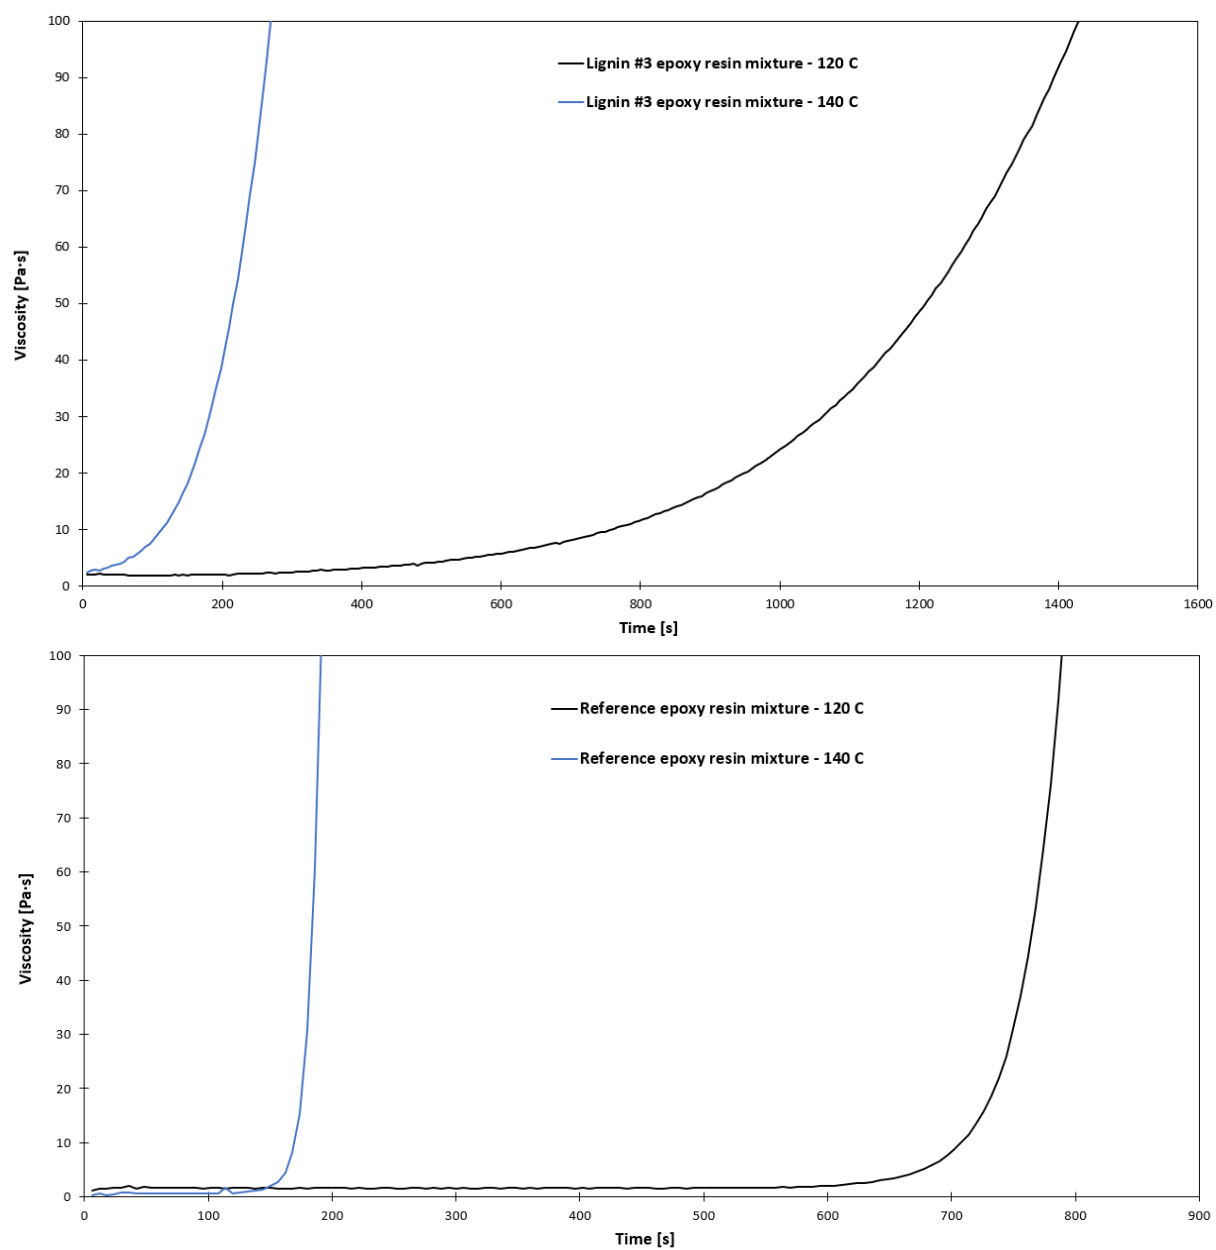 100
90
80
70
60
50
40
30
20
10
0
Viscosity [Pa·s]
Lignin #3 epoxy resin mixture - 120 C
Lignin #3 epoxy resin mixture - 140 C
0 200 400 600 800 1000 1200 1400 1600
Time [s]
100
90
80
70
60
50
40
30
20
10
0
Viscosity [Pa·s]
Reference epoxy resin mixture - 120 C
Reference epoxy resin mixture - 140 C
0 100 200 300 400 500 600 700 800 900
Time [s]